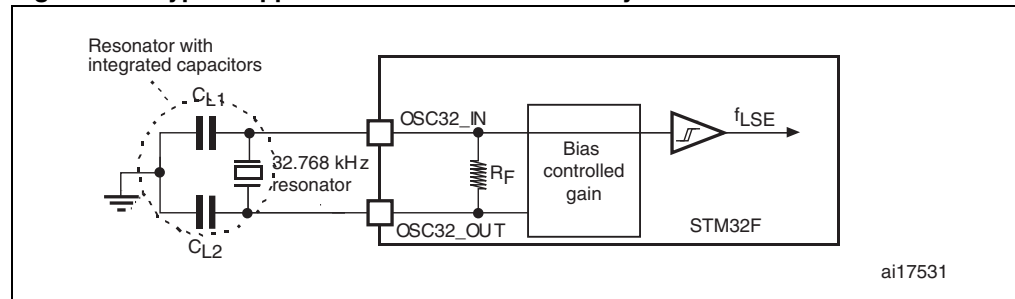 Resonator with
integrated capacitors
CL1
OSC32_IN
fLSE
32.768 kHz
resonator
RF
Bias
controlled
gain
OSC32_OUT
STM32F
CL2
ai17531